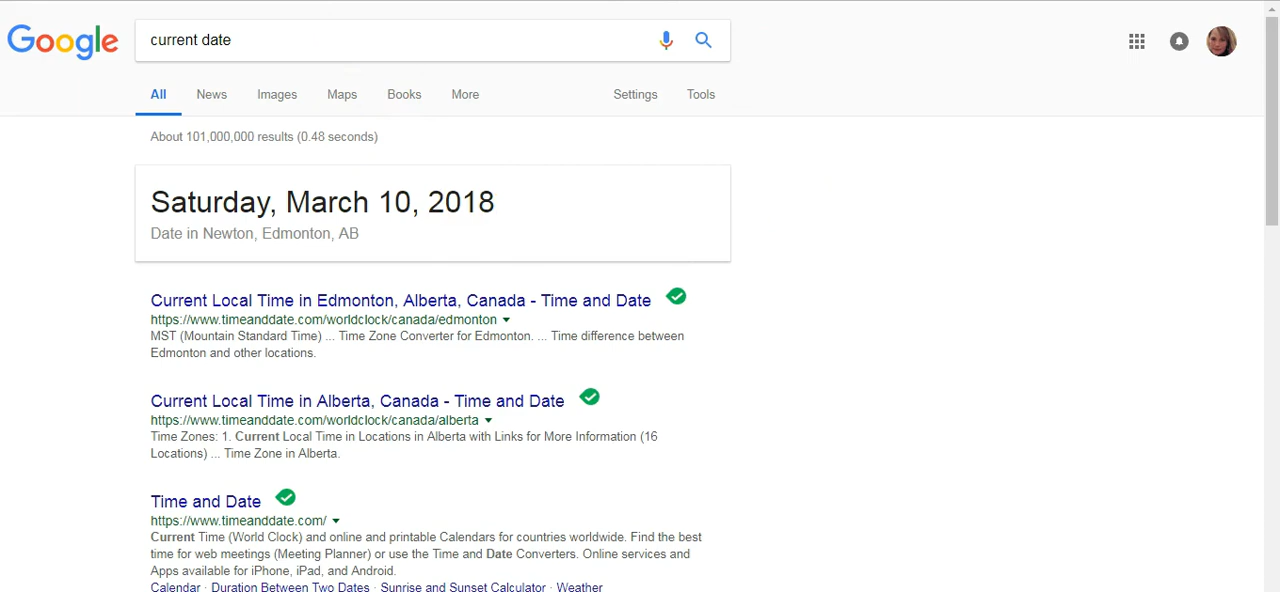 Google
current date
All News Images Maps Books More Settings Tools
About 101,000,000 results (0.48 seconds)
Saturday, March 10, 2018
Date in Newton, Edmonton, AB
Current Local Time in Edmonton, Alberta, Canada - Time and Date
https://www.timeanddate.com/worldclock/canada/edmonton
MST (Mountain Standard Time) ... Time Zone Converter for Edmonton. ... Time difference between
Edmonton and other locations.
Current Local Time in Alberta, Canada - Time and Date
https://www.timeanddate.com/worldclock/canada/alberta
Time Zones: 1. Current Local Time in Locations in Alberta with Links for More Information (16
Locations) ... Time Zone in Alberta.
Time and Date
https://www.timeanddate.com/
Current Time (World Clock) and online and printable Calendars for countries worldwide. Find the best
time for web meetings (Meeting Planner) or use the Time and Date Converters. Online services and
Apps available for iPhone, iPad, and Android.
Calendar · Duration Between Two Dates · Sunrise and Sunset Calculator · Weather